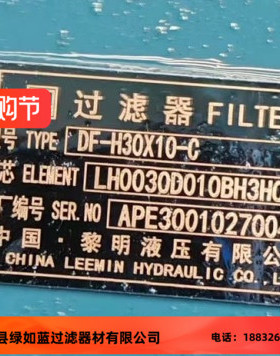 购节
过滤器 FILTE
号 TYPE DF-H30X10-C
芯 ELEMENT LH0030D010BH3H
厂编号 SER.NO APE3001027004
中国·黎明液压有限公
CHINA LEEMIN HYDRAULIC CO.,L
县绿如蓝过滤器材有限公司 电话:18832